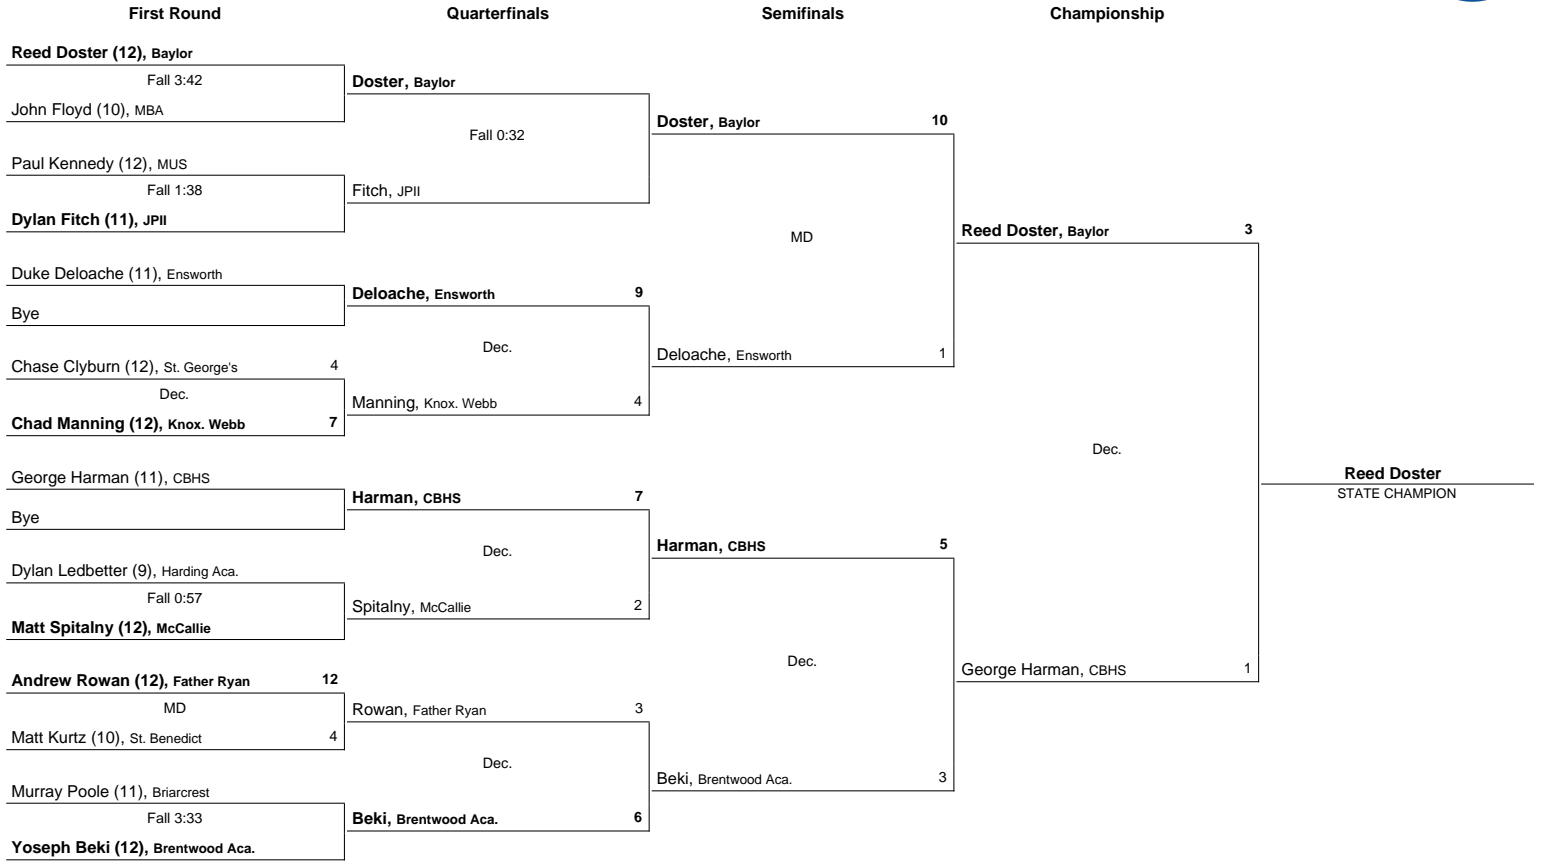 First Round Quarterfinals Semifinals Championship
Reed Doster (12), Baylor
Fall 3:42
John Floyd (10), MBA
Paul Kennedy (12), MUS
Fall 1:38
Dylan Fitch (11), JPII
Duke Deloache (11), Ensworth
Bye
Chase Clyburn (12), St. George's 4
Dec.
Chad Manning (12), Knox. Webb 7
George Harman (11), CBHS
Bye
Dylan Ledbetter (9), Harding Aca.
Fall 0:57
Matt Spitalny (12), McCallie
Andrew Rowan (12), Father Ryan 12
MD
Matt Kurtz (10), St. Benedict 4
Murray Poole (11), Briarcrest
Fall 3:33
Yoseph Beki (12), Brentwood Aca.
Doster, Baylor
Fall 0:32
Fitch, JPII
Deloache, Ensworth 9
Dec.
Manning, Knox. Webb 4
Harman, CBHS 7
Dec.
Spitalny, McCallie 2
Rowan, Father Ryan 3
Dec.
Beki, Brentwood Aca. 6
Doster, Baylor 10
MD
Deloache, Ensworth 1
Harman, CBHS 5
Dec.
Beki, Brentwood Aca. 3
Reed Doster, Baylor 3
Dec.
George Harman, CBHS 1
Reed Doster
STATE CHAMPION